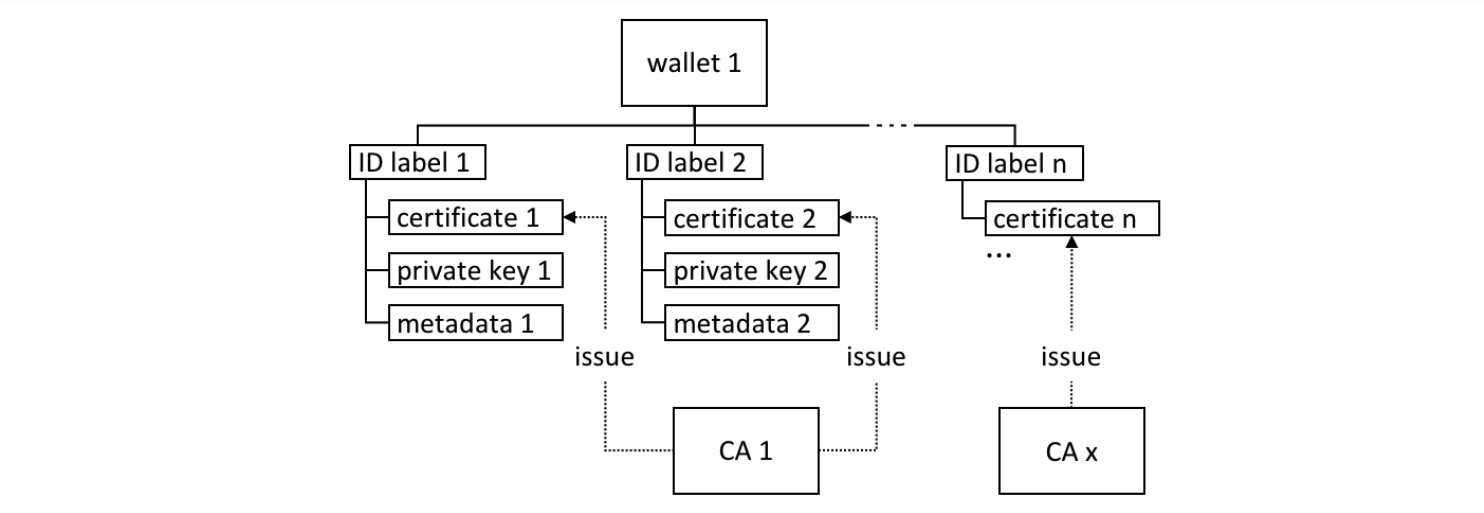 wallet 1
ID label 1
ID label 2
ID label n
certificate 1
certificate 2
certificate n
private key 1
private key 2
...
metadata 1
metadata 2
issue
issue
issue
CA 1
CA x